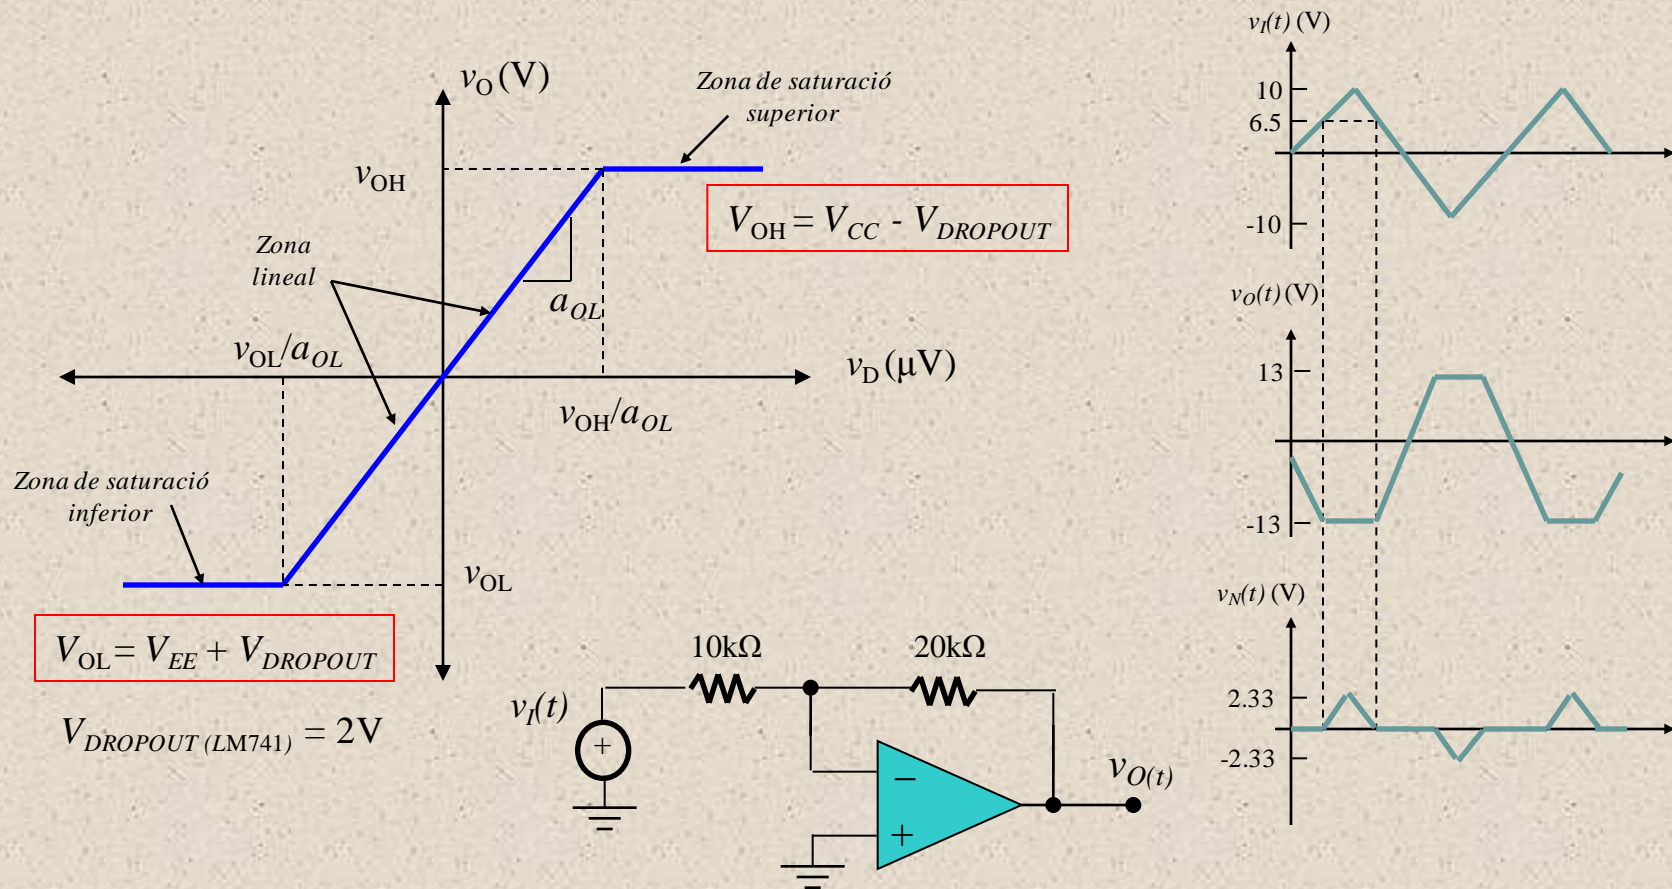 vO (V)
Zona de saturació
superior
vOH
VOH = VCC - VDROPOUT
Zona
lineal
aOL
vOL/aOL
vD (μV)
vOH/aOL
Zona de saturació
inferior
vOL
VOL = VEE + VDROPOUT
VDROPOUT (LM741) = 2V
10kΩ
20kΩ
vI(t)
+
−
+
vO(t)
vI(t) (V)
10
6.5
-10
vO(t) (V)
13
-13
vN(t) (V)
2.33
-2.33